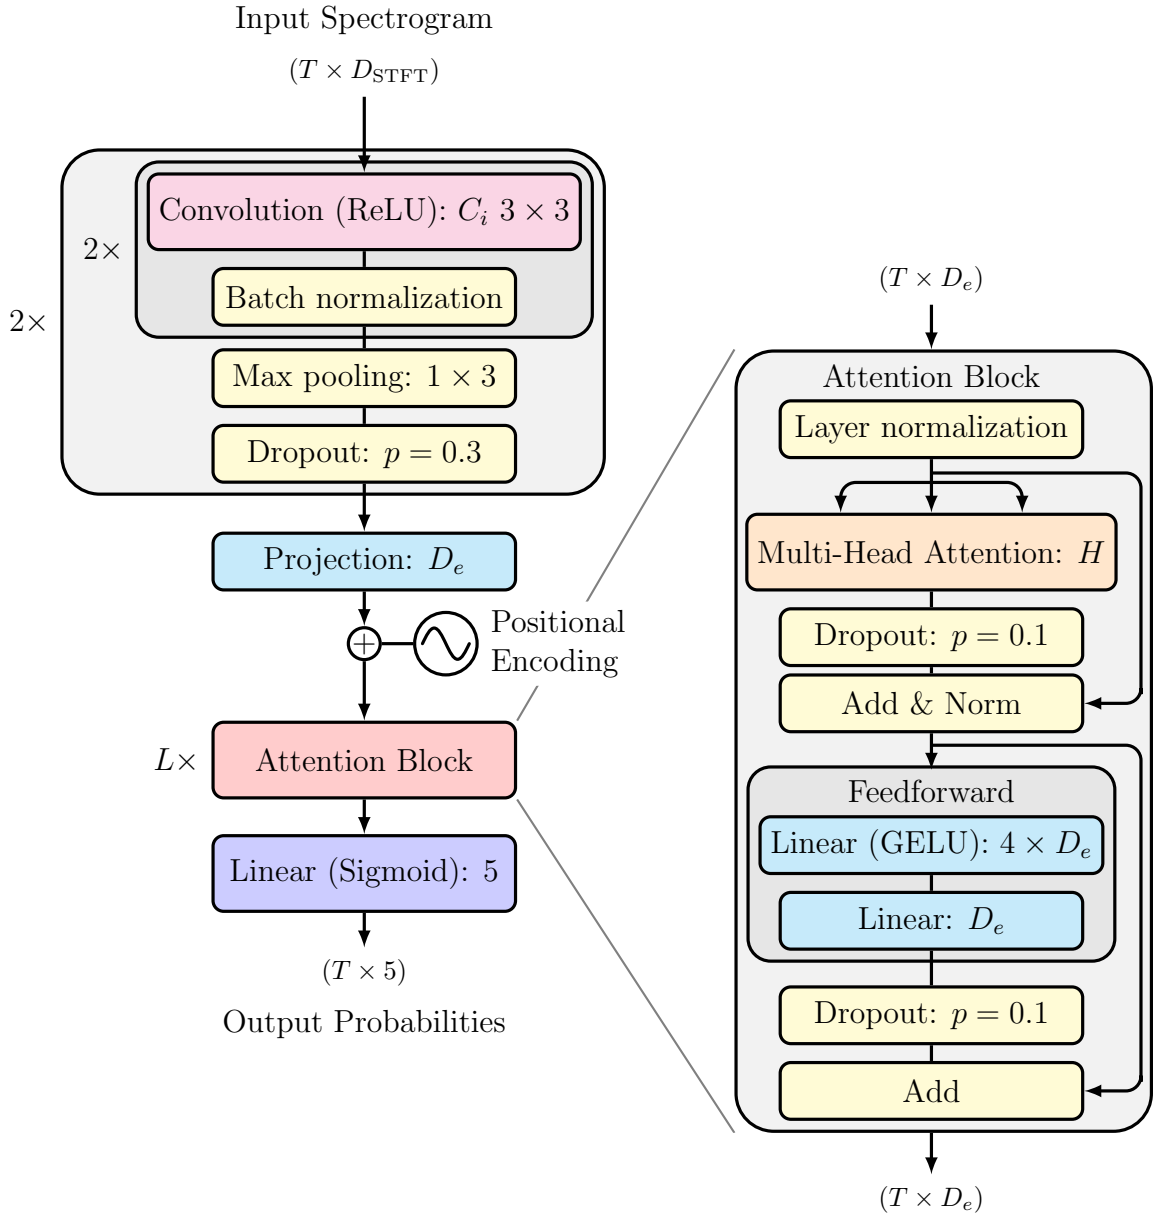 Input Spectrogram
(T × D_STFT)
2×
2×
Convolution (ReLU): C_i 3 × 3
Batch normalization
Max pooling: 1 × 3
Dropout: p = 0.3
Projection: D_e
+
Positional
Encoding
L×
Attention Block
Linear (Sigmoid): 5
(T × 5)
Output Probabilities
(T × D_e)
Attention Block
Layer normalization
Multi-Head Attention: H
Dropout: p = 0.1
Add & Norm
Feedforward
Linear (GELU): 4 × D_e
Linear: D_e
Dropout: p = 0.1
Add
(T × D_e)